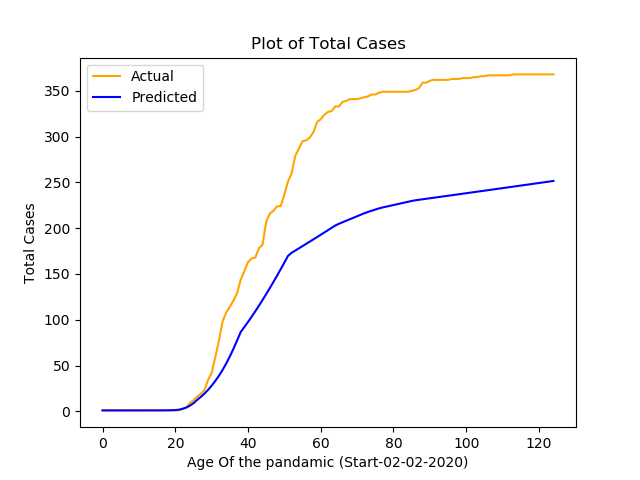 Plot of Total Cases
Actual
Predicted
350
300
250
200
150
100
50
0
Total Cases
0 20 40 60 80 100 120
Age Of the pandamic (Start-02-02-2020)